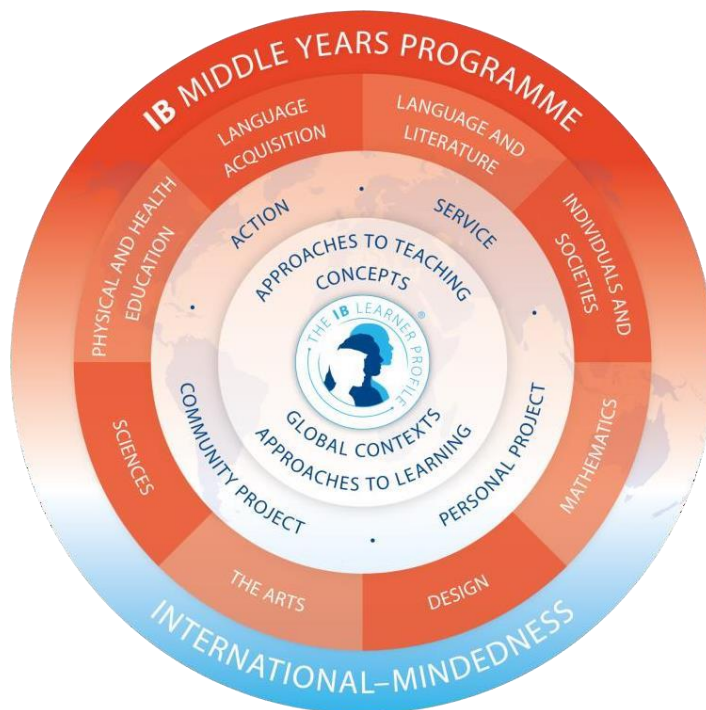 IB MIDDLE YEARS PROGRAMME
LANGUAGE
ACQUISITION
LANGUAGE AND
LITERATURE
INDIVIDUALS AND
SOCIETIES
MATHEMATICS
DESIGN
THE ARTS
SCIENCES
PHYSICAL AND HEALTH
EDUCATION
ACTION
SERVICE
PERSONAL PROJECT
COMMUNITY PROJECT
APPROACHES TO TEACHING
CONCEPTS
THE IB LEARNER PROFILE
®
GLOBAL CONTEXTS
APPROACHES TO LEARNING
INTERNATIONAL–MINDEDNESS